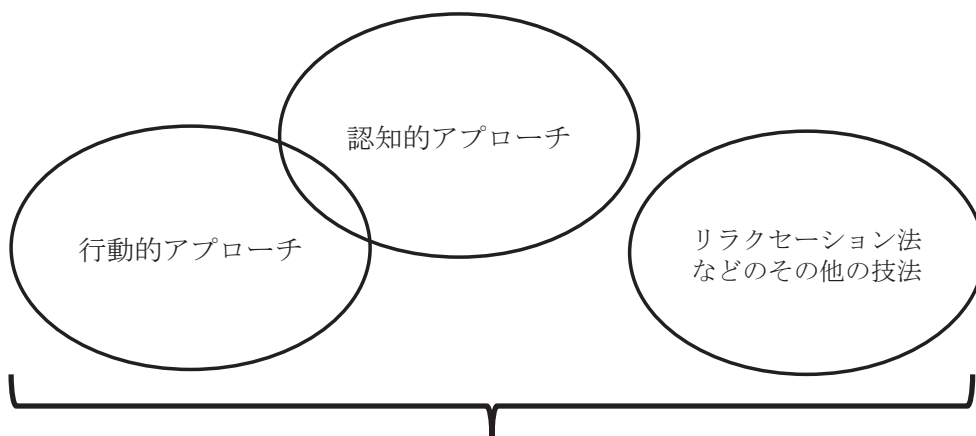 認知的アプローチ
行動的アプローチ
リラクセーション法
などのその他の技法